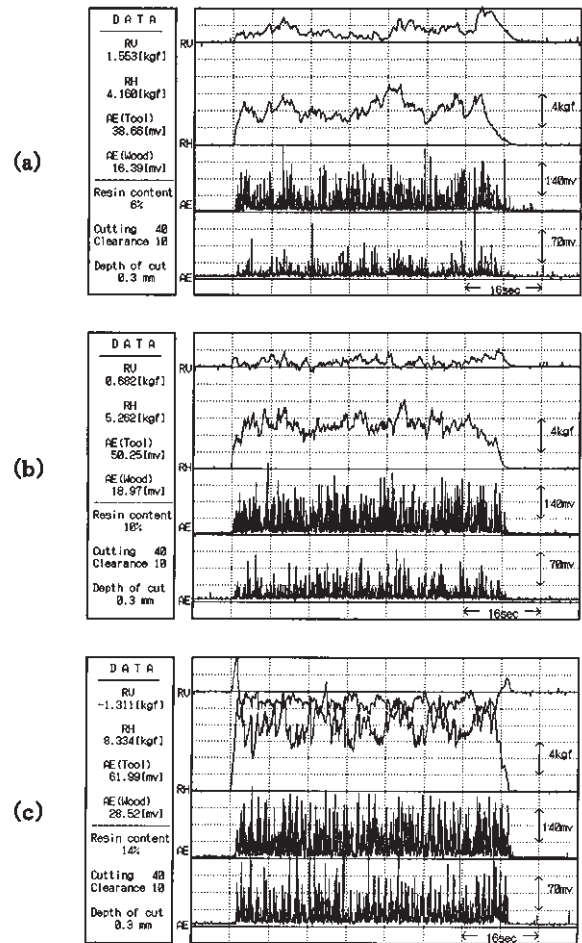 (a)
DATA
RV
1.553[kgf]
RH
4.160[kgf]
AE(Tool)
38.66[mv]
AE(Wood)
16.39[mv]
Resin content
6%
Cutting 40
Clearance 10
Depth of cut
0.3 mm
RV
RH
AE
AE
4kgf
140mv
70mv
16sec
(b)
DATA
RV
0.682[kgf]
RH
5.262[kgf]
AE(Tool)
50.25[mv]
AE(Wood)
18.97[mv]
Resin content
10%
Cutting 40
Clearance 10
Depth of cut
0.3 mm
RV
RH
AE
AE
4kgf
140mv
70mv
16sec
(c)
DATA
RV
-1.311[kgf]
RH
8.334[kgf]
AE(Tool)
61.99[mv]
AE(Wood)
28.52[mv]
Resin content
14%
Cutting 40
Clearance 10
Depth of cut
0.3 mm
RV
RH
AE
AE
4kgf
140mv
70mv
16sec